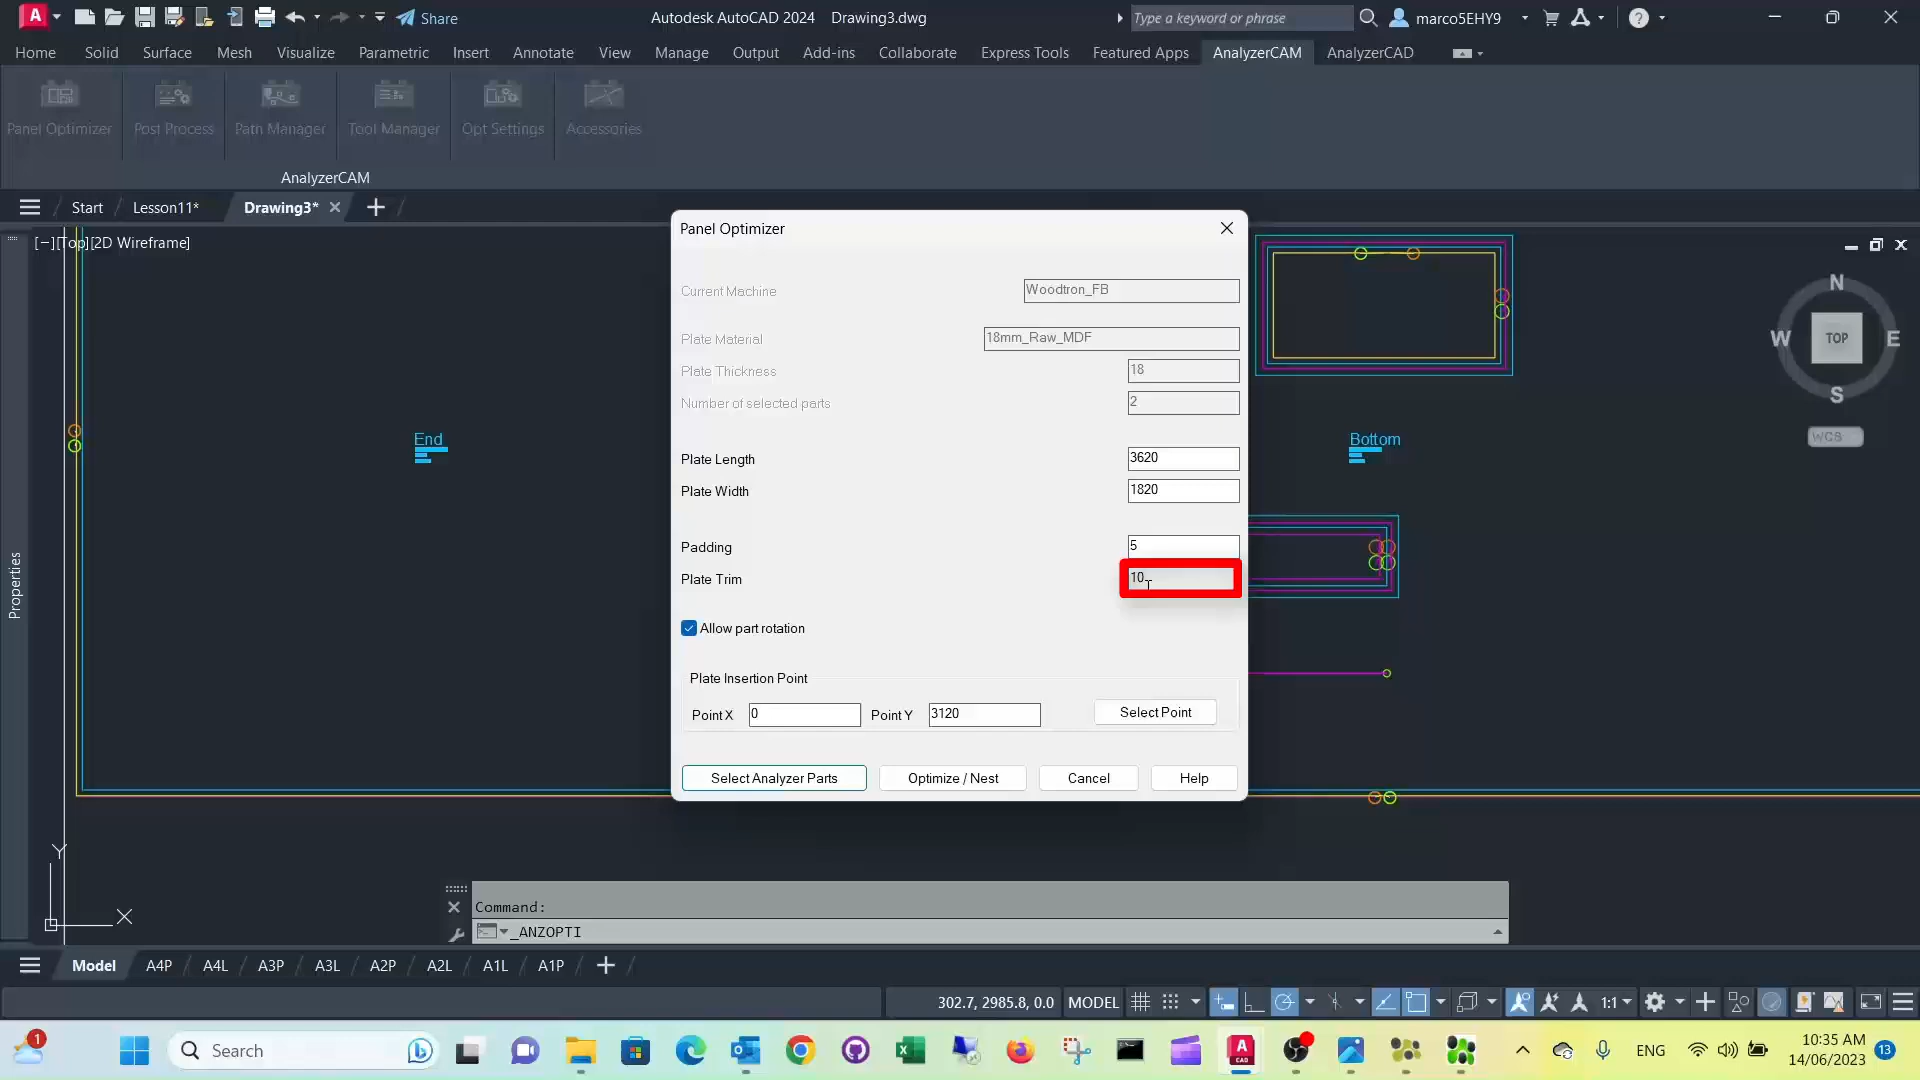 Share
Autodesk AutoCAD 2024 Drawing3.dwg
Type a keyword or phrase
marco5EHY9
Home Solid Surface Mesh Visualize Parametric Insert Annotate View Manage Output Add-ins Collaborate Express Tools Featured Apps AnalyzerCAM AnalyzerCAD
Panel Optimizer Post Process Path Manager Tool Manager Opt Settings Accessories
AnalyzerCAM
Start Lesson11* Drawing3*
[−][Top][2D Wireframe]
Panel Optimizer
Current Machine Woodtron_FB
Plate Material 18mm_Raw_MDF
Plate Thickness 18
Number of selected parts 2
Plate Length 3620
Plate Width 1820
Padding 5
Plate Trim 10
Allow part rotation
Plate Insertion Point
Point X 0 Point Y 3120 Select Point
Select Analyzer Parts Optimize / Nest Cancel Help
End
Bottom
N
W TOP E
S
WCS
Properties
Y
X
Command:
_ANZOPTI
Model A4P A4L A3P A3L A2P A2L A1L A1P
302.7, 2985.8, 0.0 MODEL 1:1
1
Search
A
CAD
ENG
10:35 AM
14/06/2023
13